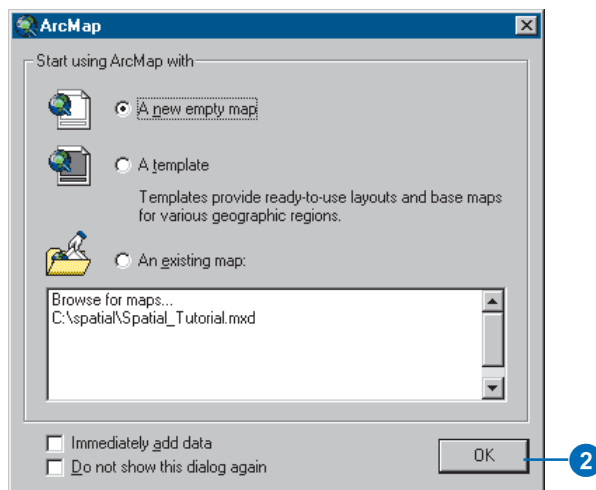 ArcMap
Start using ArcMap with
A new empty map
A template
Templates provide ready-to-use layouts and base maps
for various geographic regions.
An existing map:
Browse for maps...
C:\spatial\Spatial_Tutorial.mxd
Immediately add data
Do not show this dialog again
OK
2